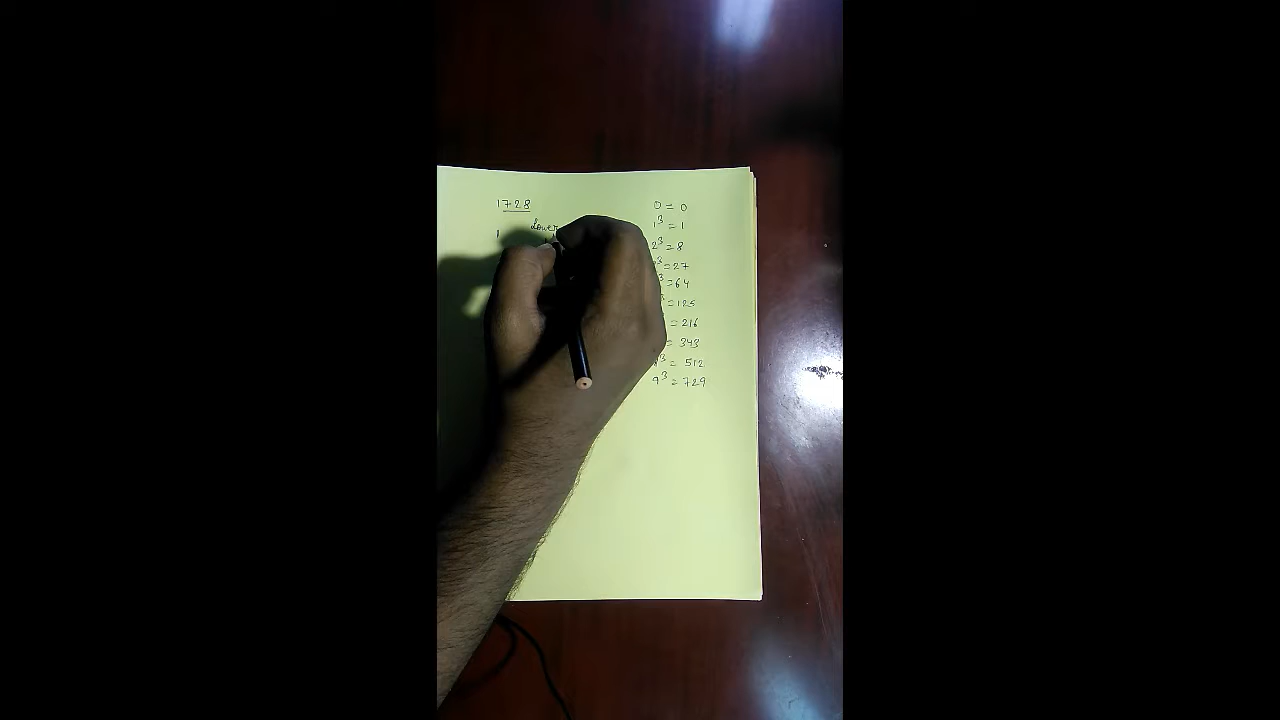 1728
Lower
1
0 = 0
1³ = 1
2³ = 8
³ = 27
³ = 64
³ = 125
= 216
= 343
³ = 512
9³ = 729